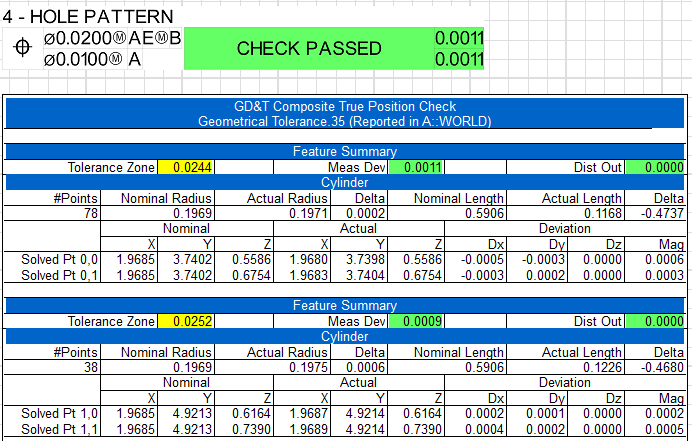 4 - HOLE PATTERN
⌖ ø0.0200Ⓜ AEⓂB CHECK PASSED 0.0011
ø0.0100Ⓜ A 0.0011
GD&T Composite True Position Check
Geometrical Tolerance.35 (Reported in A::WORLD)
Feature Summary
Tolerance Zone 0.0244 Meas Dev 0.0011 Dist Out 0.0000
Cylinder
#Points Nominal Radius Actual Radius Delta Nominal Length Actual Length Delta
78 0.1969 0.1971 0.0002 0.5906 0.1168 -0.4737
Nominal Actual Deviation
X Y Z X Y Z Dx Dy Dz Mag
Solved Pt 0,0 1.9685 3.7402 0.5586 1.9680 3.7398 0.5586 -0.0005 -0.0003 0.0000 0.0006
Solved Pt 0,1 1.9685 3.7402 0.6754 1.9683 3.7404 0.6754 -0.0003 0.0002 0.0000 0.0003
Feature Summary
Tolerance Zone 0.0252 Meas Dev 0.0009 Dist Out 0.0000
Cylinder
#Points Nominal Radius Actual Radius Delta Nominal Length Actual Length Delta
38 0.1969 0.1975 0.0006 0.5906 0.1226 -0.4680
Nominal Actual Deviation
X Y Z X Y Z Dx Dy Dz Mag
Solved Pt 1,0 1.9685 4.9213 0.6164 1.9687 4.9214 0.6164 0.0002 0.0001 0.0000 0.0002
Solved Pt 1,1 1.9685 4.9213 0.7390 1.9689 4.9214 0.7390 0.0004 0.0002 0.0000 0.0005